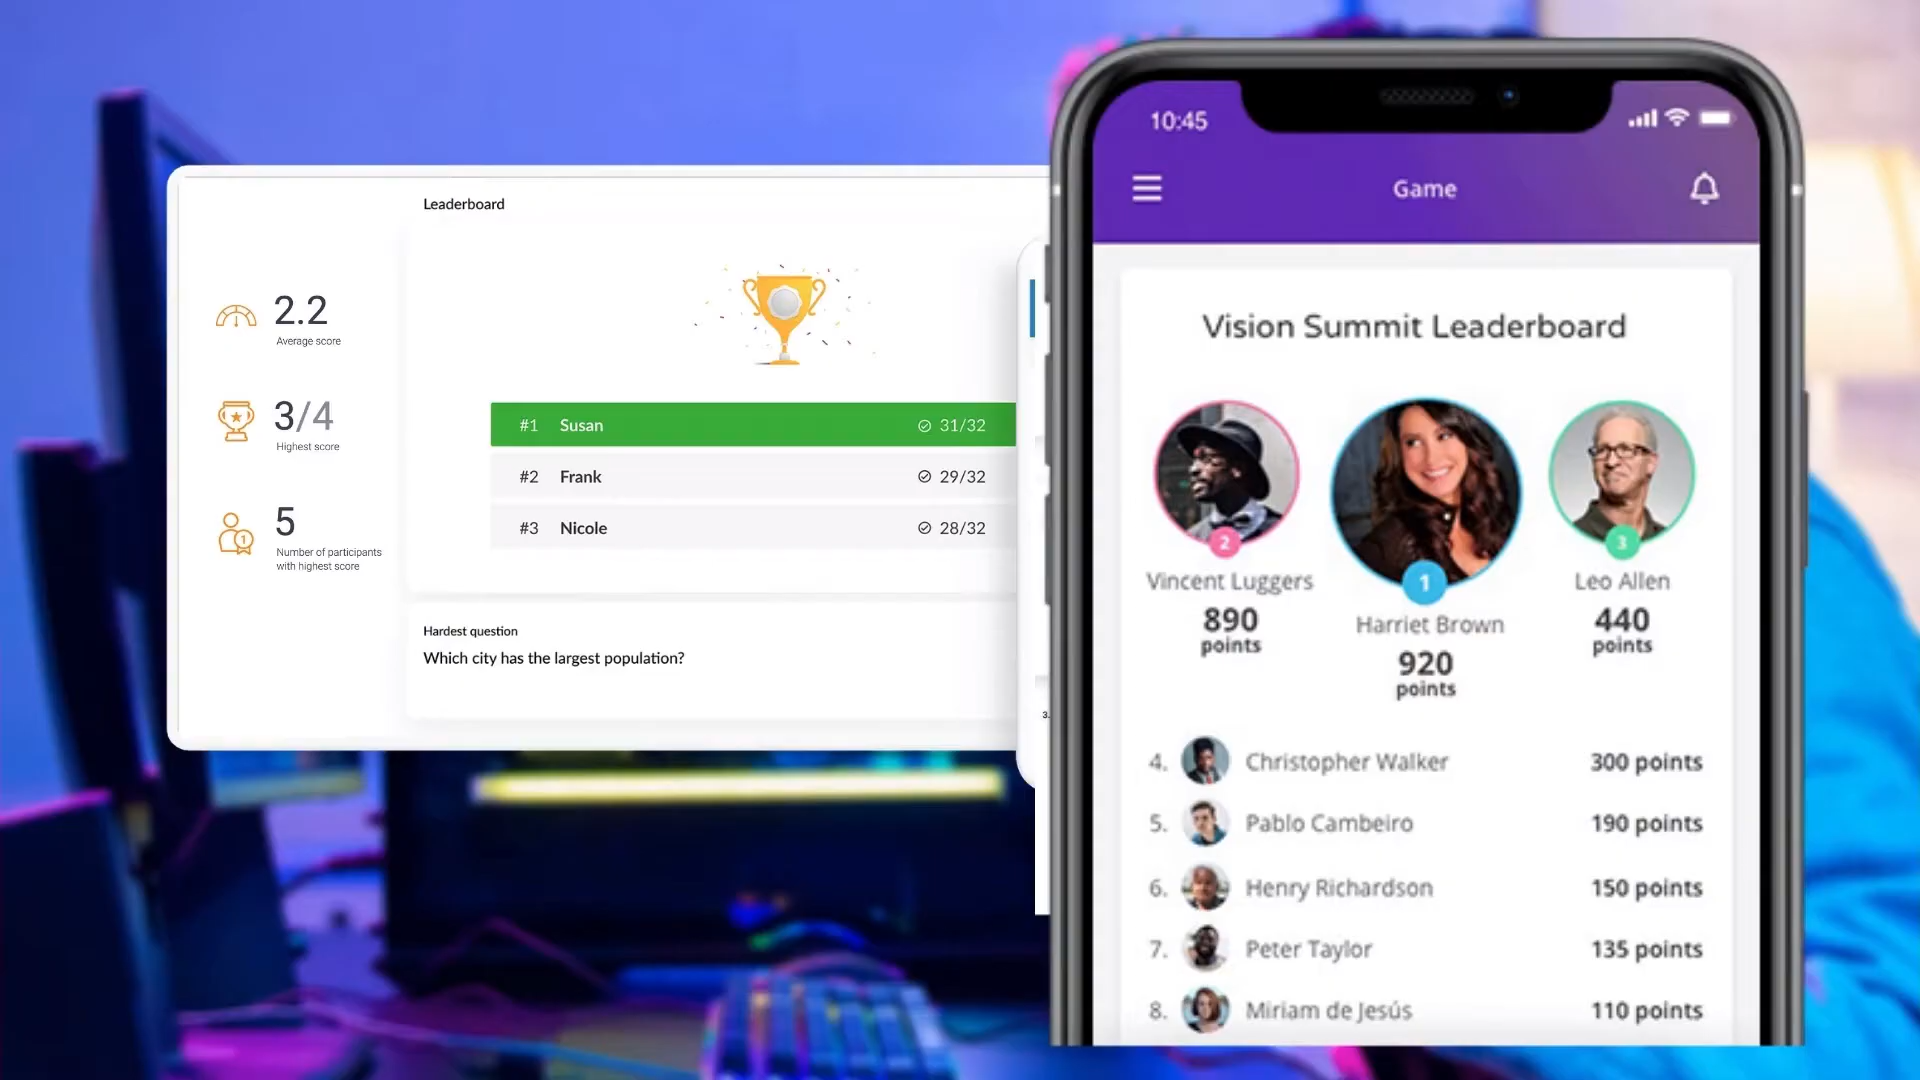 Leaderboard
2.2
Average score
3/4
Highest score
5
Number of participants
with highest score
#1 Susan 31/32
#2 Frank 29/32
#3 Nicole 28/32
Hardest question
Which city has the largest population?
3.
10:45
Game
Vision Summit Leaderboard
2
1
3
Vincent Luggers
890
points
Harriet Brown
920
points
Leo Allen
440
points
4. Christopher Walker 300 points
5. Pablo Cambeiro 190 points
6. Henry Richardson 150 points
7. Peter Taylor 135 points
8. Miriam de Jesús 110 points